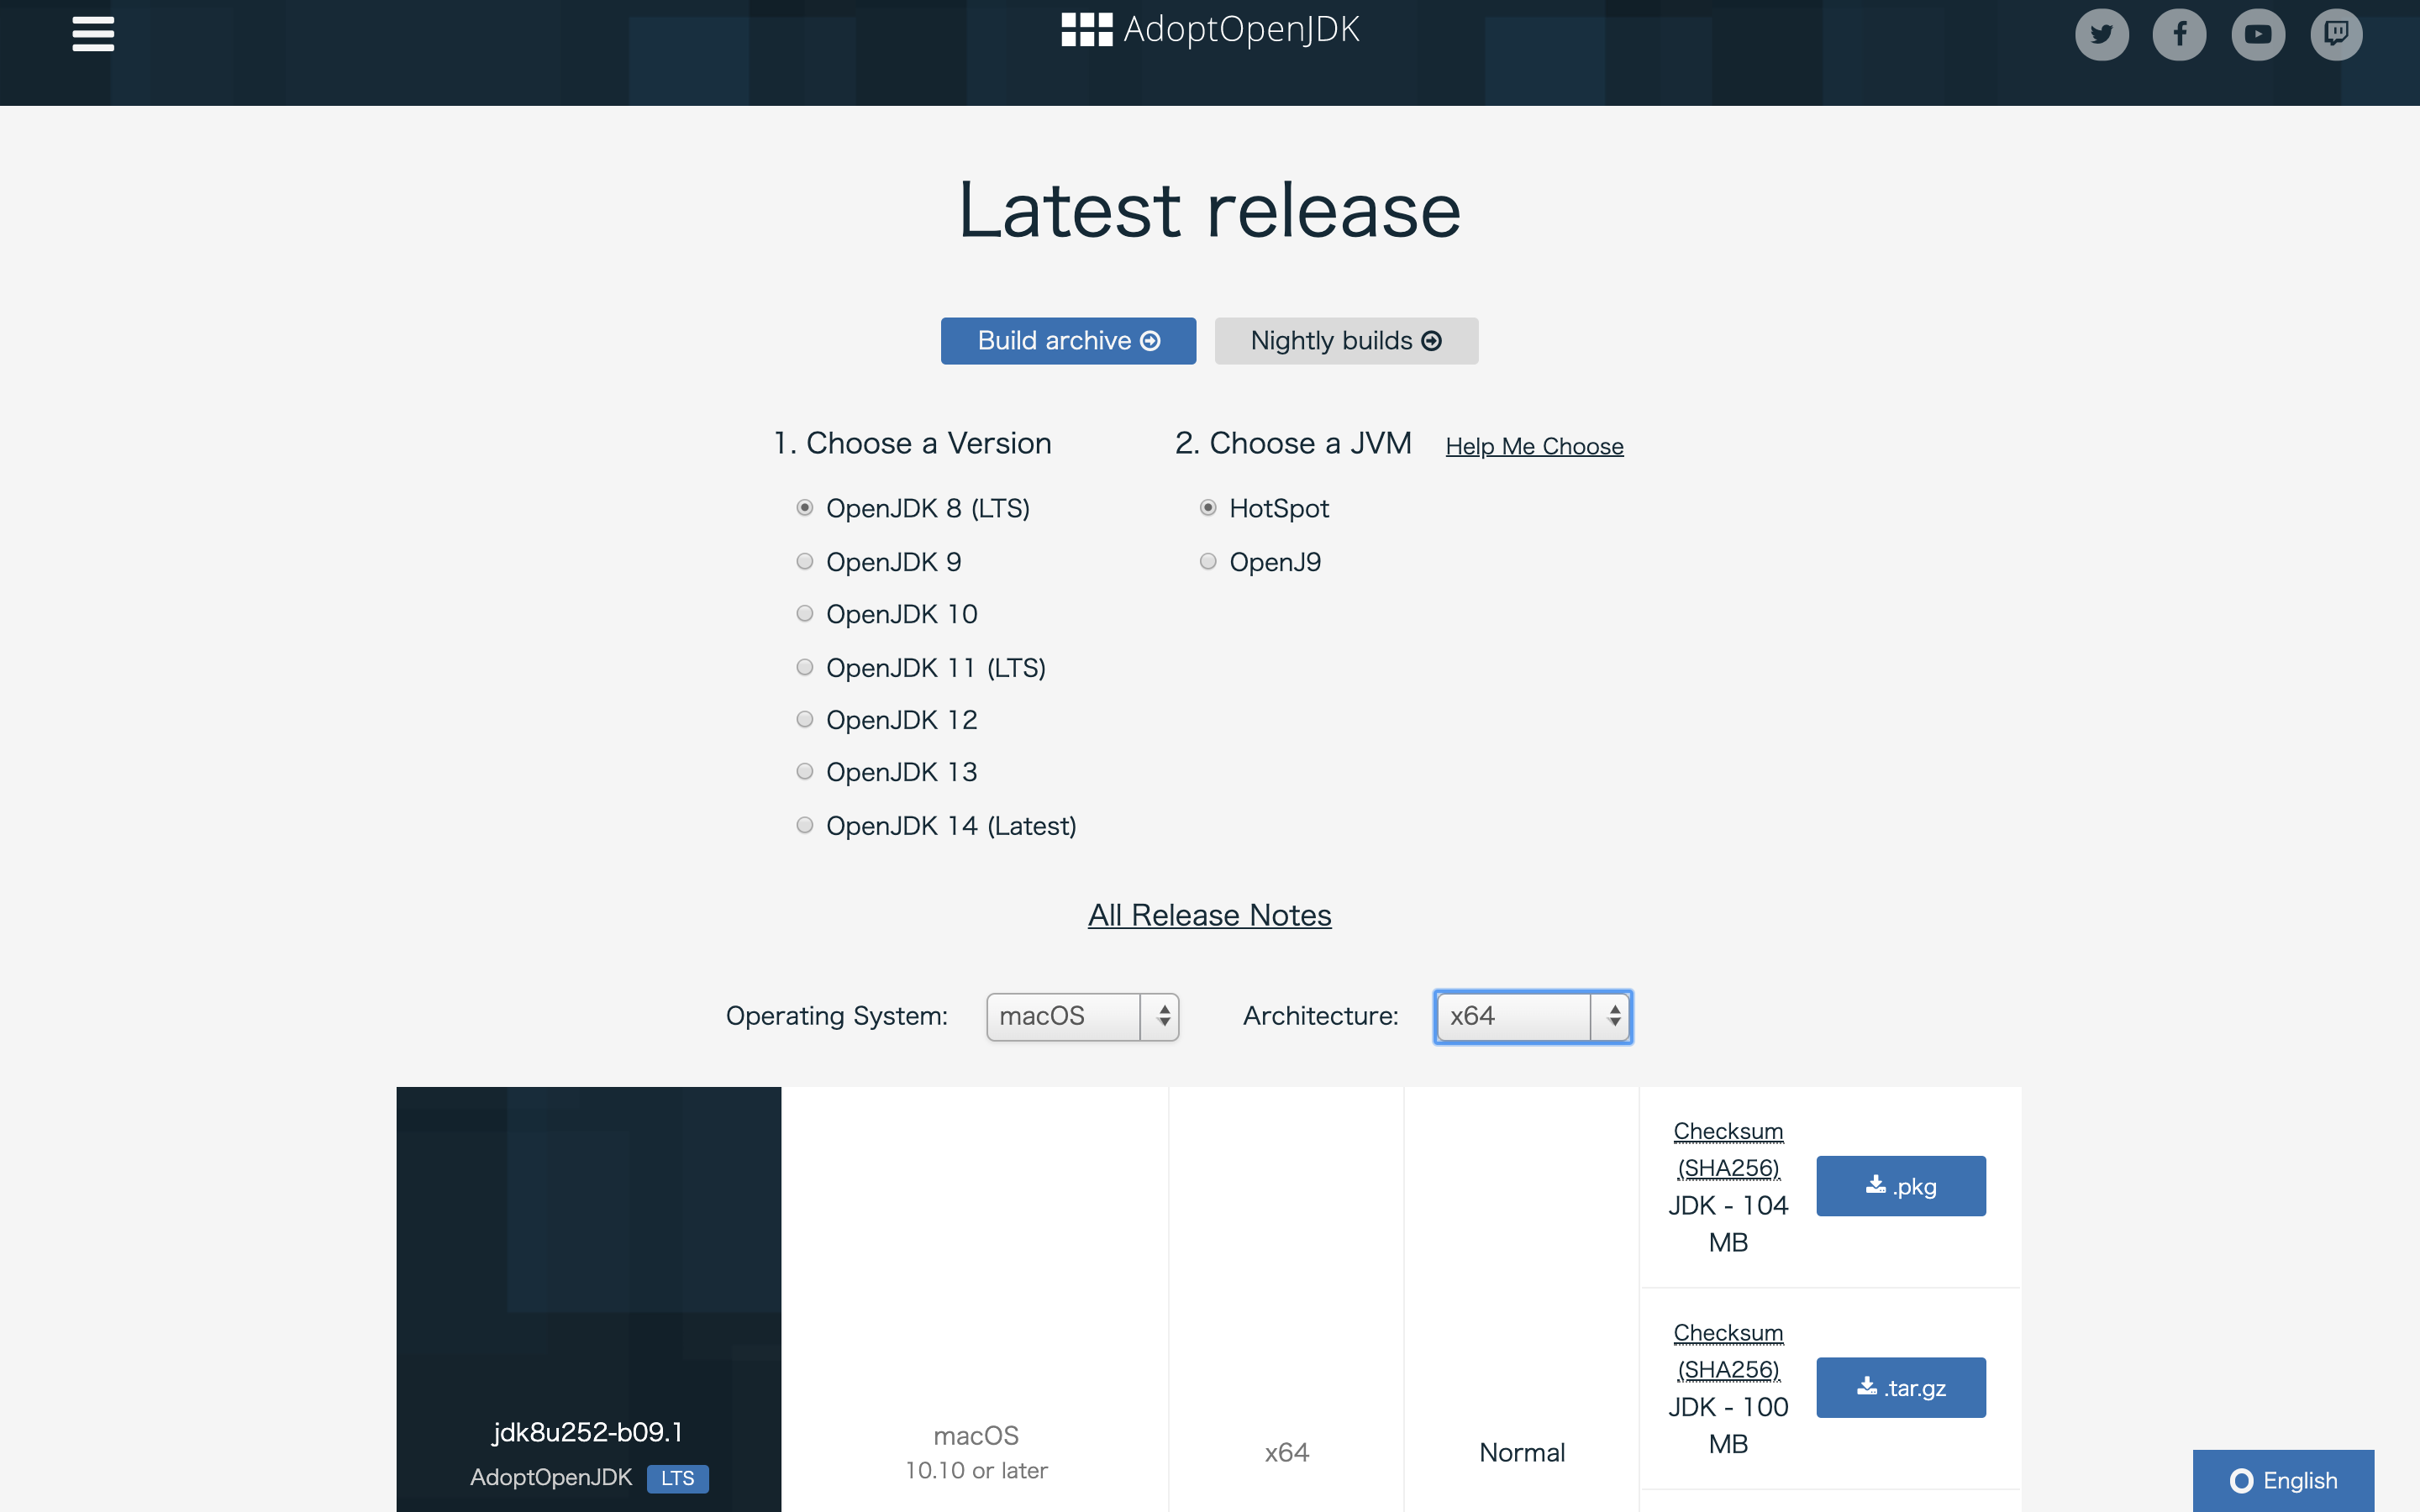 AdoptOpenJDK
Latest release
Build archive
Nightly builds
1. Choose a Version
2. Choose a JVM
Help Me Choose
OpenJDK 8 (LTS)
OpenJDK 9
OpenJDK 10
OpenJDK 11 (LTS)
OpenJDK 12
OpenJDK 13
OpenJDK 14 (Latest)
HotSpot
OpenJ9
All Release Notes
Operating System:
macOS
Architecture:
x64
jdk8u252-b09.1
AdoptOpenJDK LTS
macOS
10.10 or later
x64
Normal
Checksum
(SHA256)
JDK - 104
MB
.pkg
Checksum
(SHA256)
JDK - 100
MB
.tar.gz
English